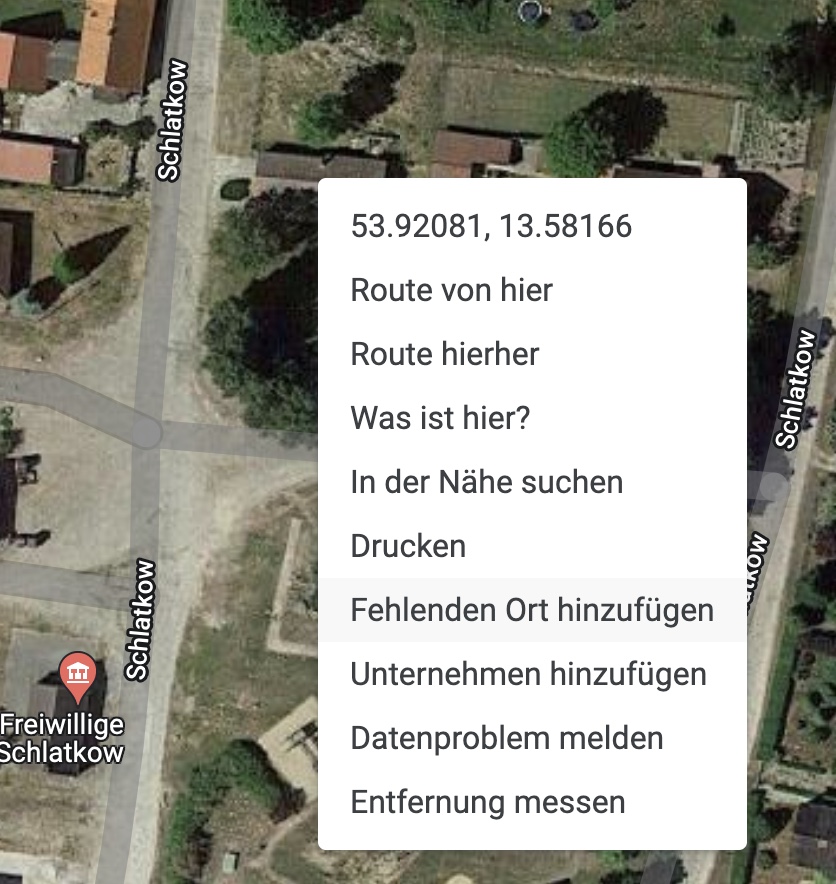 Schlatkow
53.92081, 13.58166
Route von hier
Route hierher
Was ist hier?
In der Nähe suchen
Drucken
Fehlenden Ort hinzufügen
Unternehmen hinzufügen
Datenproblem melden
Entfernung messen
Schlatkow
Schlatkow
Freiwillige
Schlatkow